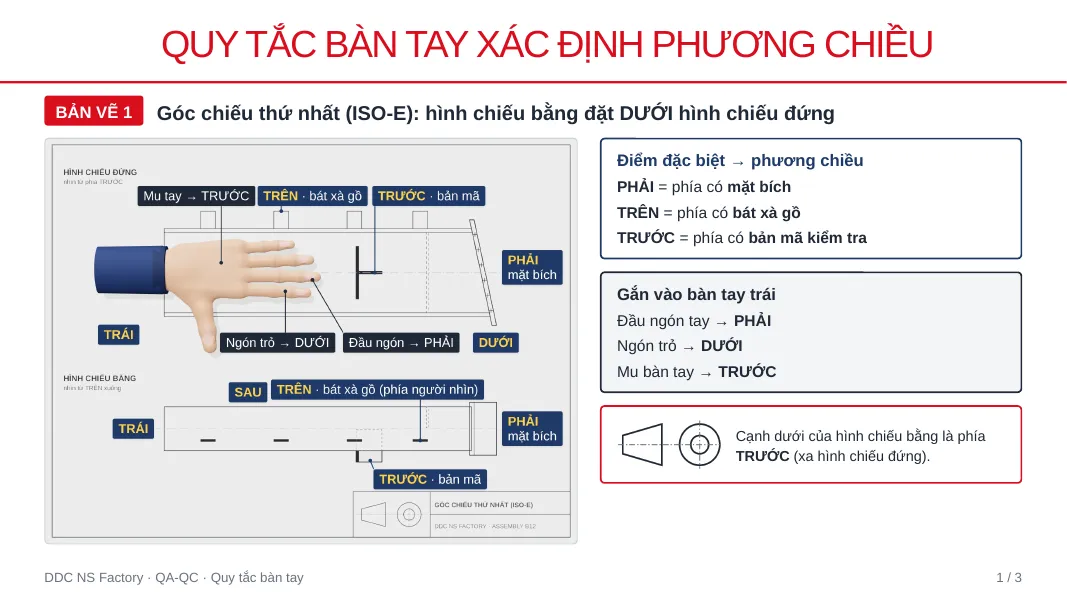 QUY TẮC BÀN TAY XÁC ĐỊNH PHƯƠNG CHIỀU
BẢN VẼ 1
Góc chiếu thứ nhất (ISO-E): hình chiếu bằng đặt DƯỚI hình chiếu đứng
HÌNH CHIẾU ĐỨNG
nhìn từ phía TRƯỚC
Mu tay → TRƯỚC
TRÊN · bát xà gồ
TRƯỚC · bản mã
PHẢI
mặt bích
TRÁI
Ngón trỏ → DƯỚI
Đầu ngón → PHẢI
DƯỚI
HÌNH CHIẾU BẰNG
nhìn từ TRÊN xuống
SAU
TRÊN · bát xà gồ (phía người nhìn)
TRÁI
PHẢI
mặt bích
TRƯỚC · bản mã
GÓC CHIẾU THỨ NHẤT (ISO-E)
DDC NS FACTORY · ASSEMBLY B12
Điểm đặc biệt → phương chiều
PHẢI = phía có mặt bích
TRÊN = phía có bát xà gồ
TRƯỚC = phía có bản mã kiểm tra
Gắn vào bàn tay trái
Đầu ngón tay → PHẢI
Ngón trỏ → DƯỚI
Mu bàn tay → TRƯỚC
Cạnh dưới của hình chiếu bằng là phía
TRƯỚC (xa hình chiếu đứng).
DDC NS Factory · QA-QC · Quy tắc bàn tay
1 / 3